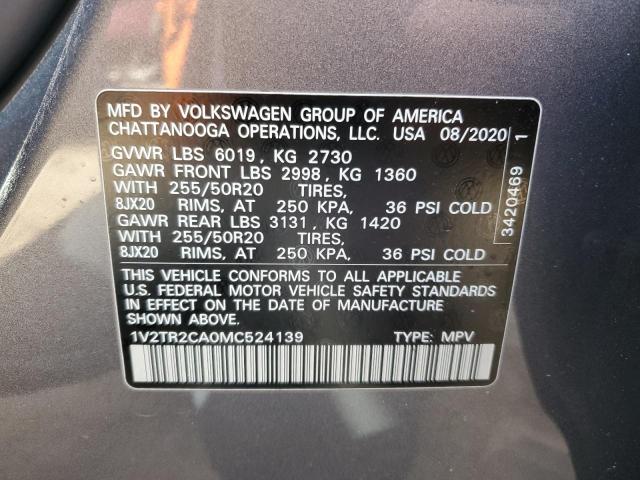 MFD BY VOLKSWAGEN GROUP OF AMERICA
CHATTANOOGA OPERATIONS, LLC. USA 08/2020
GVWR LBS 6019, KG 2730
GAWR FRONT LBS 2998, KG 1360
WITH 255/50R20 TIRES,
8JX20 RIMS, AT 250 KPA, 36 PSI COLD
GAWR REAR LBS 3131, KG 1420
WITH 255/50R20 TIRES,
8JX20 RIMS, AT 250 KPA, 36 PSI COLD
THIS VEHICLE CONFORMS TO ALL APPLICABLE
U.S. FEDERAL MOTOR VEHICLE SAFETY STANDARDS
IN EFFECT ON THE DATE OF MANUFACTURE
SHOWN ABOVE.
1V2TR2CA0MC524139 TYPE: MPV
3420469 1